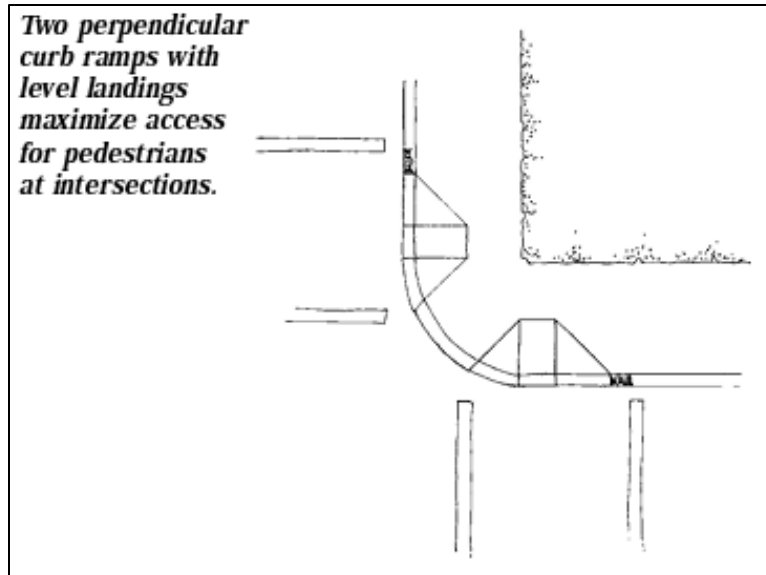 Two perpendicular
curb ramps with
level landings
maximize access
for pedestrians
at intersections.